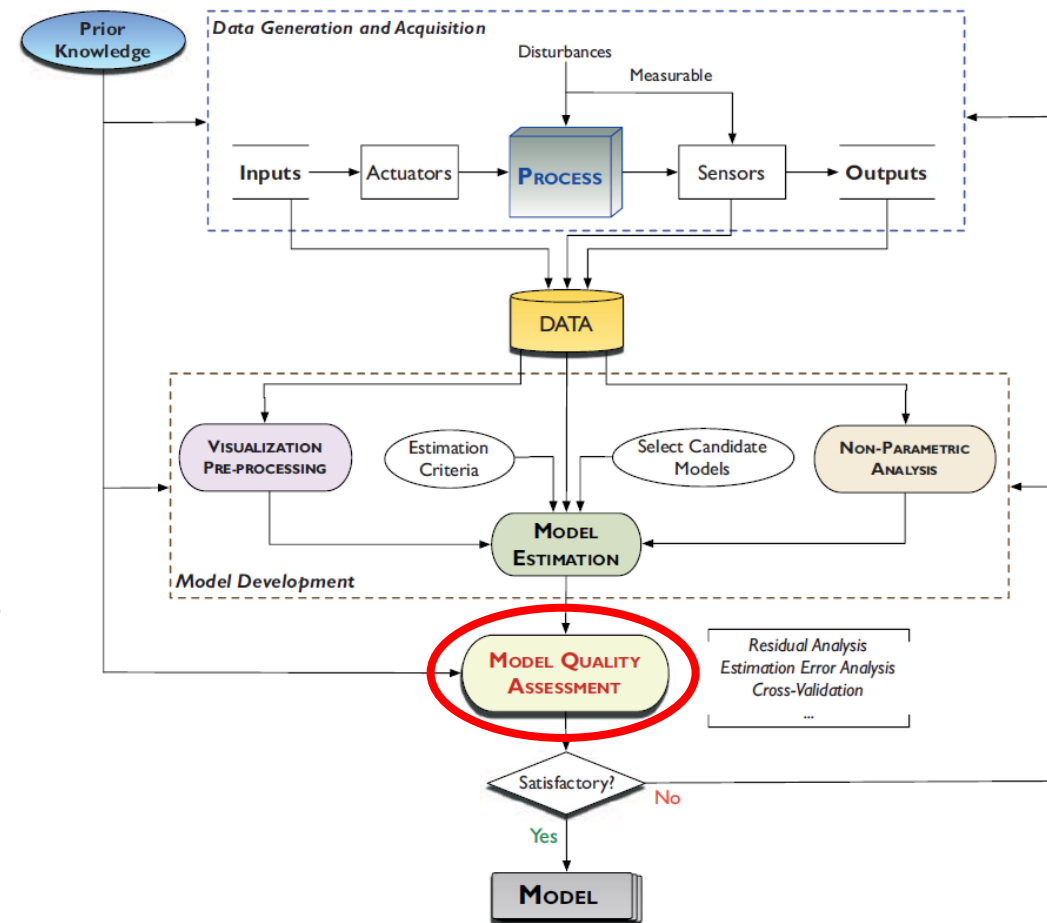 Prior
Knowledge
Data Generation and Acquisition
Disturbances
Measurable
Inputs
Actuators
PROCESS
Sensors
Outputs
DATA
VISUALIZATION
PRE-PROCESSING
Estimation
Criteria
Select Candidate
Models
NON-PARAMETRIC
ANALYSIS
MODEL
ESTIMATION
Model Development
MODEL QUALITY
ASSESSMENT
Residual Analysis
Estimation Error Analysis
Cross-Validation
...
Satisfactory?
No
Yes
MODEL